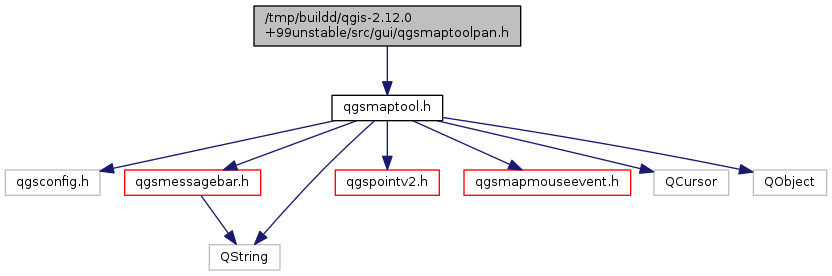 /tmp/buildd/qgis-2.12.0
+99unstable/src/gui/qgsmaptoolpan.h
qgsmaptool.h
qgsconfig.h
qgsmessagebar.h
qgspointv2.h
qgsmapmouseevent.h
QCursor
QObject
QString